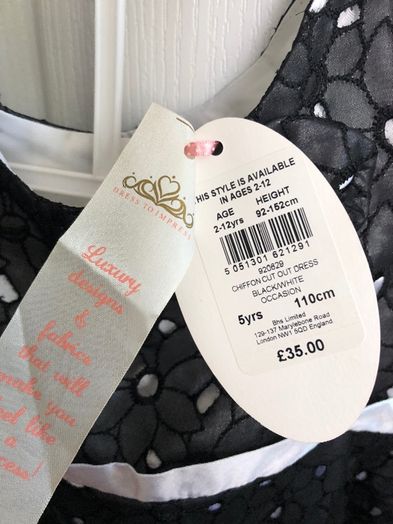 DRESS TO IMPRESS
Luxury
designs
&
fabrics
that will
make you
eel like
a
cess!
HIS STYLE IS AVAILABLE
IN AGES 2-12
AGE HEIGHT
2-12yrs 92-152cm
5 051301 621291
920629
CHIFFON CUT OUT DRESS
BLACK/WHITE
OCCASION
5yrs 110cm
Bhs Limited
129-137 Marylebone Road
London NW1 5QD England
£35.00